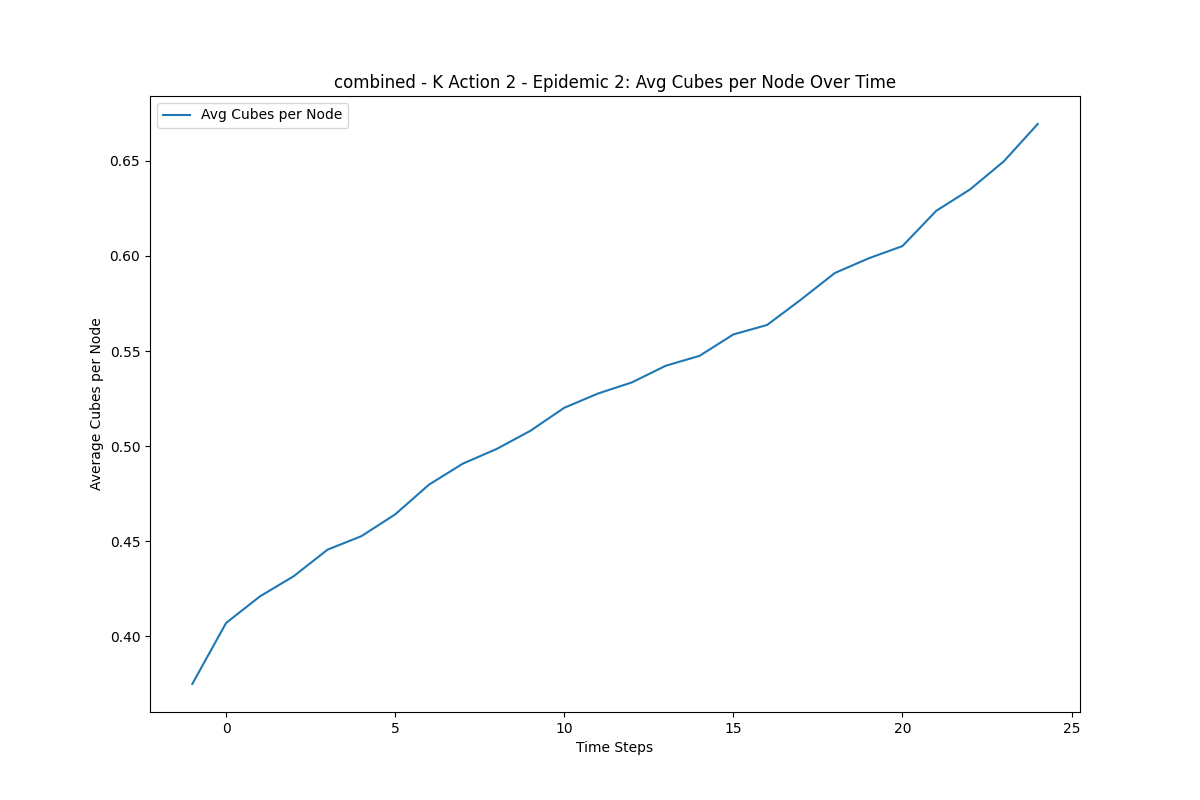 combined - K Action 2 - Epidemic 2: Avg Cubes per Node Over Time
Avg Cubes per Node
Average Cubes per Node
0.65
0.60
0.55
0.50
0.45
0.40
0 5 10 15 20 25
Time Steps